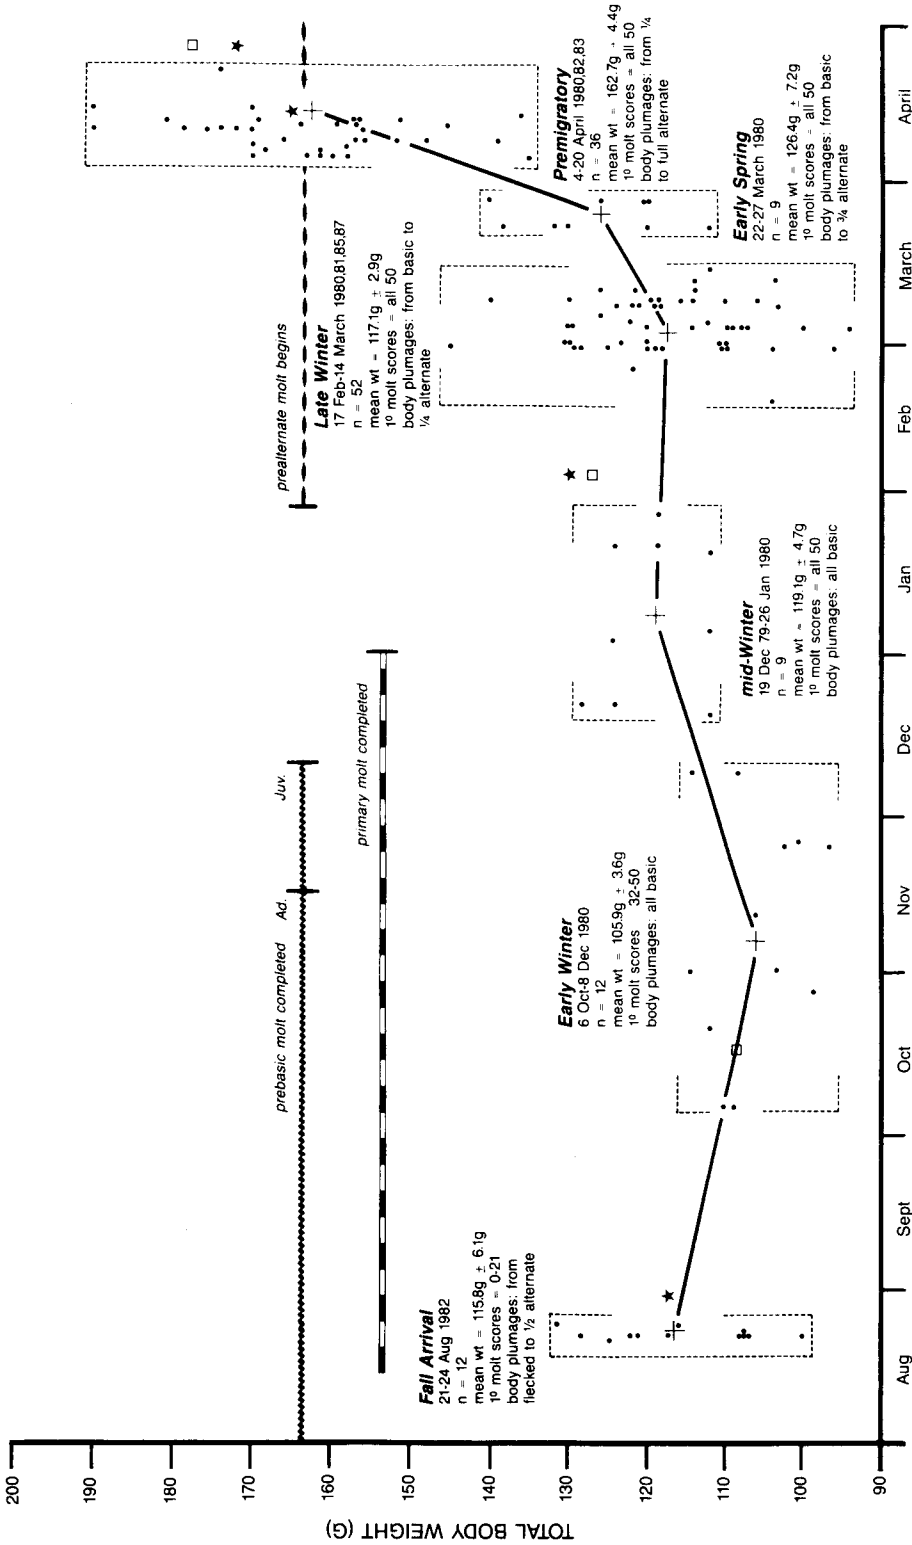 TOTAL BODY WEIGHT (G)
200
190
180
170
160
150
140
130
120
110
100
90
Aug
Sept
Oct
Nov
Dec
Jan
Feb
March
April
prebasic molt completed
Ad.
Juv.
primary molt completed
prealternate molt begins
Fall Arrival
21-24 Aug 1982
n = 12
mean wt = 115.8g ± 6.1g
1º molt scores = 0-21
body plumages: from
flecked to ½ alternate
Early Winter
6 Oct-8 Dec 1980
n = 12
mean wt = 105.9g ± 3.6g
1º molt scores 32-50
body plumages: all basic
mid-Winter
19 Dec 79-26 Jan 1980
n = 9
mean wt = 119.1g ± 4.7g
1º molt scores = all 50
body plumages: all basic
Late Winter
17 Feb-14 March 1980,81,85,87
n = 52
mean wt = 117.1g ± 2.9g
1º molt scores = all 50
body plumages: from basic to
¼ alternate
Early Spring
22-27 March 1980
n = 9
mean wt = 126.4g ± 7.2g
1º molt scores = all 50
body plumages: from basic
to ¾ alternate
Premigratory
4-20 April 1980,82,83
n = 36
mean wt = 162.7g + 4.4g
1º molt scores = all 50
body plumages: from ¼
to full alternate